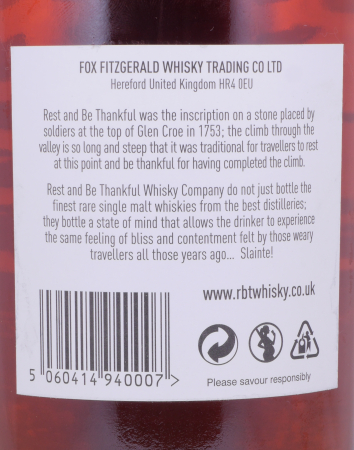 FOX FITZGERALD WHISKY TRADING CO LTD
Hereford United Kingdom HR4 0EU
Rest and Be Thankful was the inscription on a stone placed by
soldiers at the top of Glen Croe in 1753; the climb through the
valley is so long and steep that it was traditional for travellers to rest
at this point and be thankful for having completed the climb.
Rest and Be Thankful Whisky Company do not just bottle the
finest rare single malt whiskies from the best distilleries;
they bottle a state of mind that allows the drinker to experience
the same feeling of bliss and contentment felt by those weary
travellers all those years ago... Slainte!
www.rbtwhisky.co.uk
5 060414 940007 >
Please savour responsibly